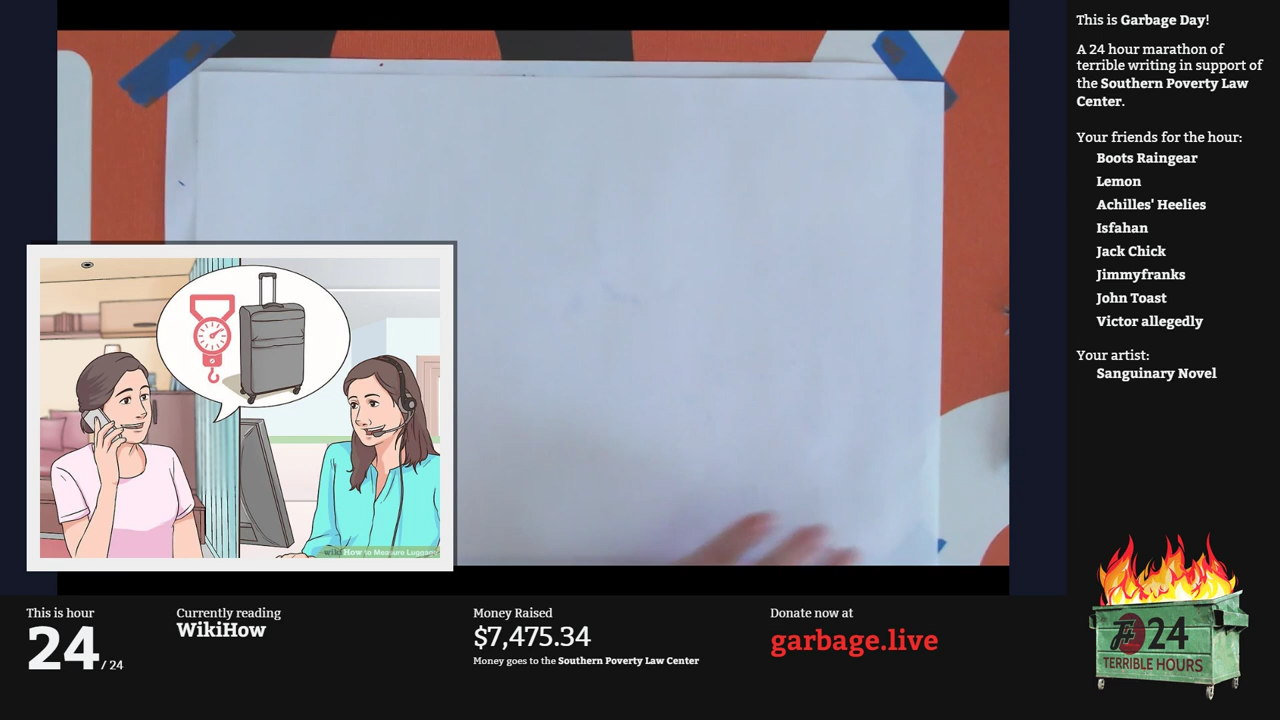 This is Garbage Day!
A 24 hour marathon of
terrible writing in support of
the Southern Poverty Law
Center.
Your friends for the hour:
Boots Raingear
Lemon
Achilles' Heelies
Isfahan
Jack Chick
Jimmyfranks
John Toast
Victor allegedly
Your artist:
Sanguinary Novel
wikiHow to Measure Luggage
This is hour
24 / 24
Currently reading
WikiHow
Money Raised
$7,475.34
Money goes to the Southern Poverty Law Center
Donate now at
garbage.live
24
TERRIBLE HOURS